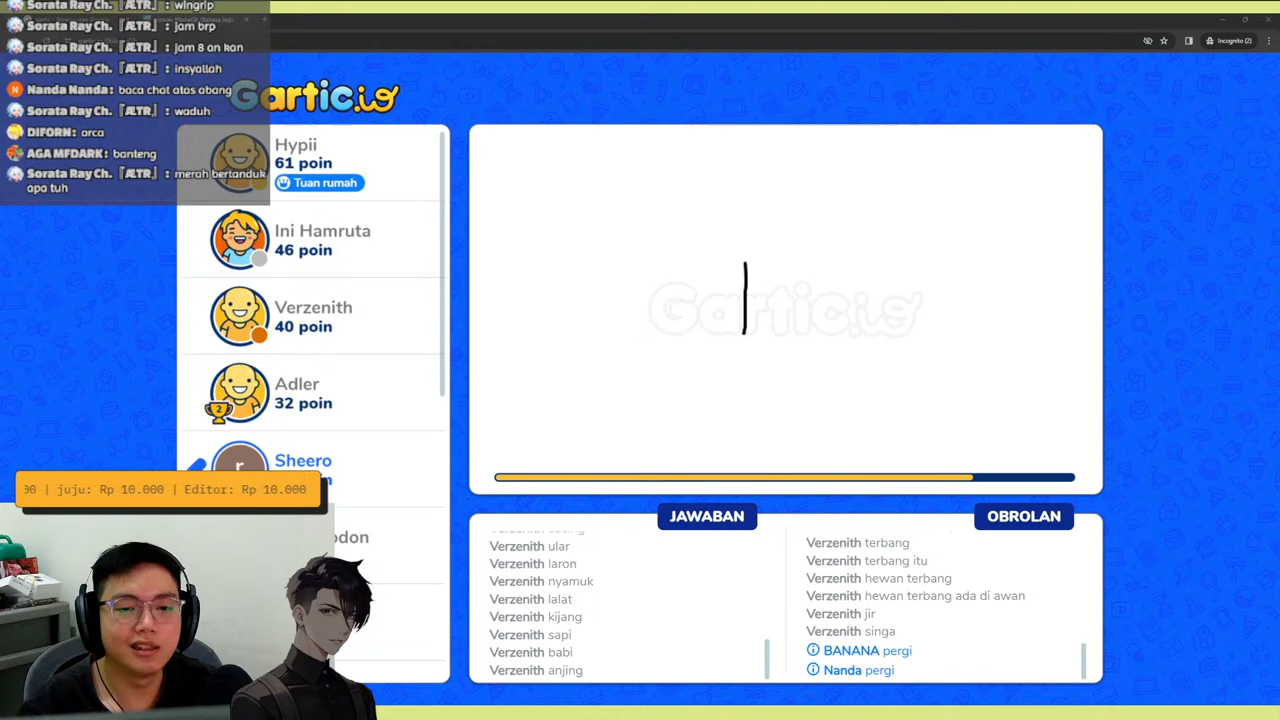 Sorata Ray Ch.『ÆTR』: wingrip
Sorata Ray Ch.『ÆTR』: jam brp
Sorata Ray Ch.『ÆTR』: jam 8 an kan
Sorata Ray Ch.『ÆTR』: insyallah
N Nanda Nanda: baca chat atas abang
Sorata Ray Ch.『ÆTR』: waduh
DIFORN: orca
AGA MFDARK: banteng
Sorata Ray Ch.『ÆTR』: merah bertanduk
apa tuh
Incognito (2)
Gartic.io
Hypii
61 poin
Tuan rumah
Ini Hamruta
46 poin
Verzenith
40 poin
Adler
2
32 poin
r
Sheero
odon
| juju: Rp 10.000 | Editor: Rp 10.000
Gartic.io
JAWABAN
Verzenith ular
Verzenith laron
Verzenith nyamuk
Verzenith lalat
Verzenith kijang
Verzenith sapi
Verzenith babi
Verzenith anjing
OBROLAN
Verzenith terbang
Verzenith terbang itu
Verzenith hewan terbang
Verzenith hewan terbang ada di awan
Verzenith jir
Verzenith singa
BANANA pergi
Nanda pergi